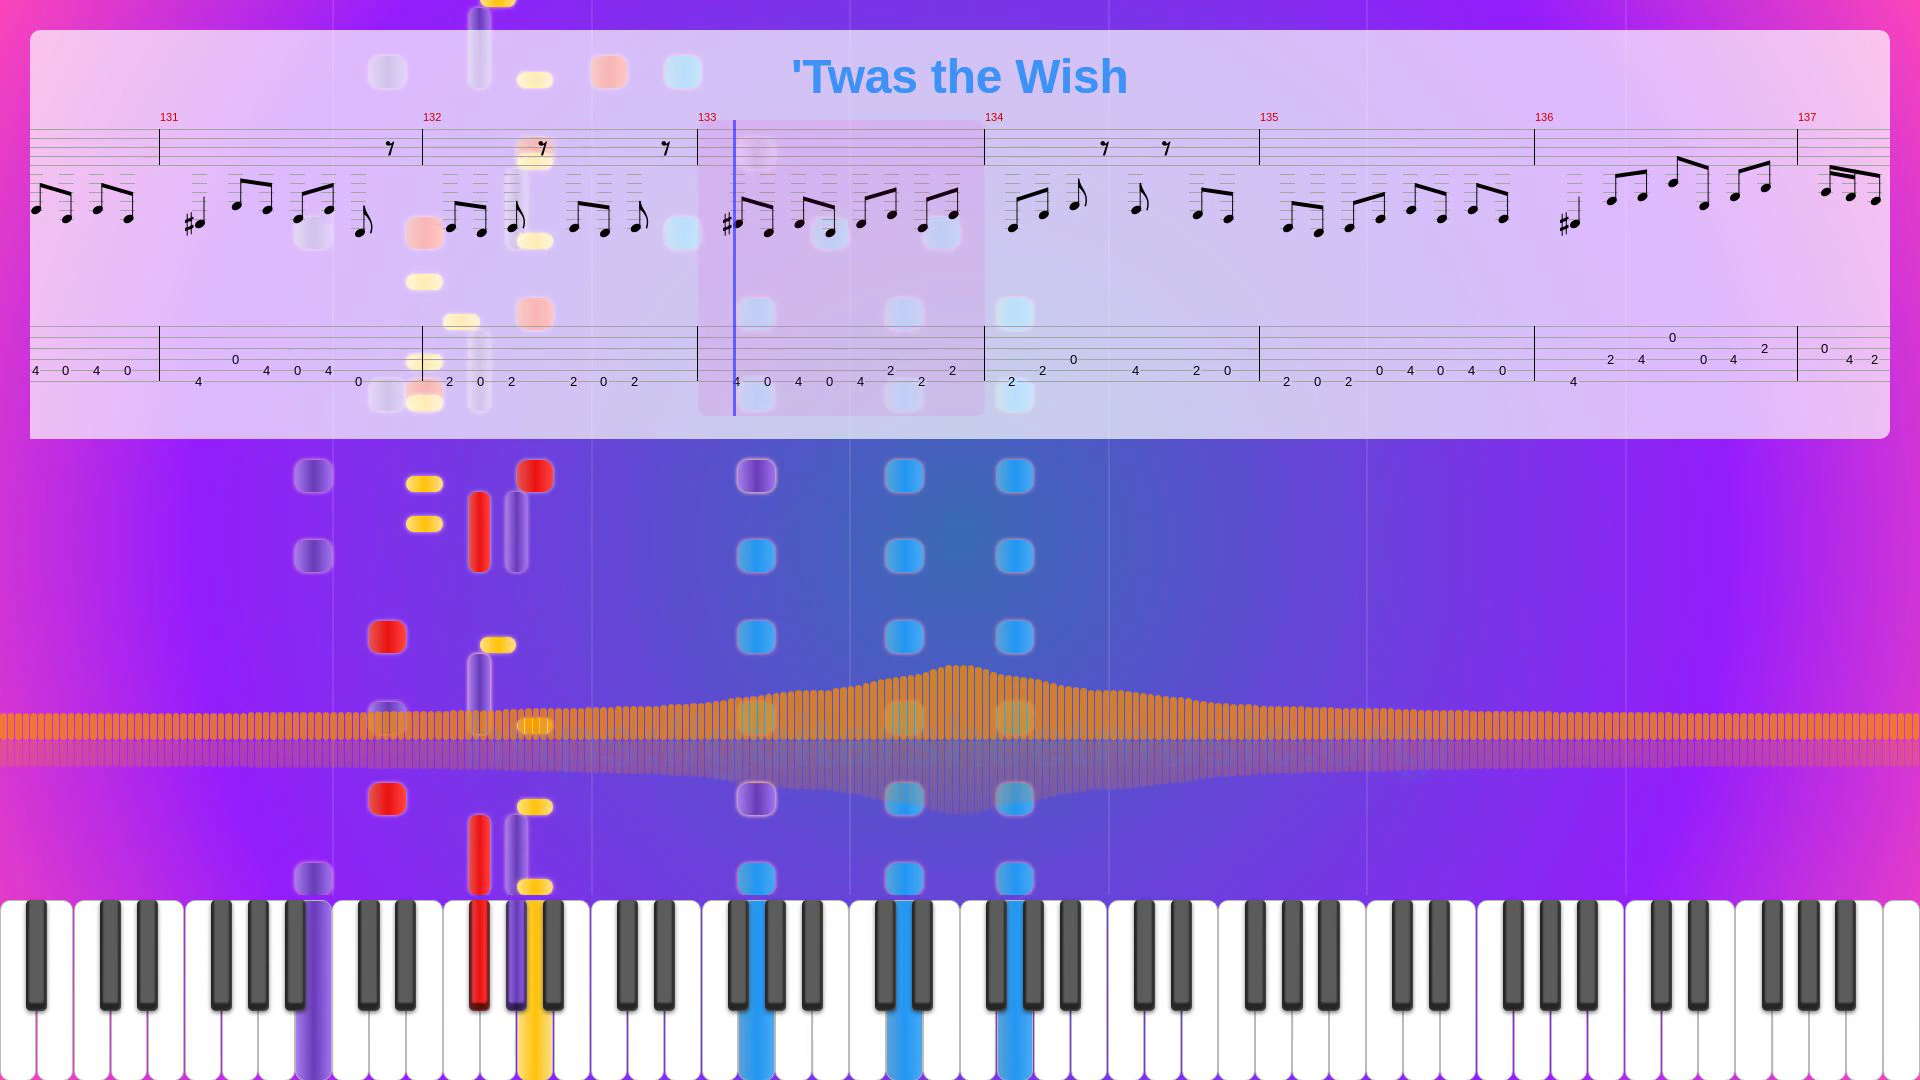 'Twas the Wish
131 132 133 134 135 136 137
0 0
0 2 4 0 4 2 0
4 0 4 0 4 0 4 2 2 2 4 2 0 0 4 0 4 0 4 2
4 0 2 0 2 2 0 2 4 0 4 0 4 2 2 2 0 2 4